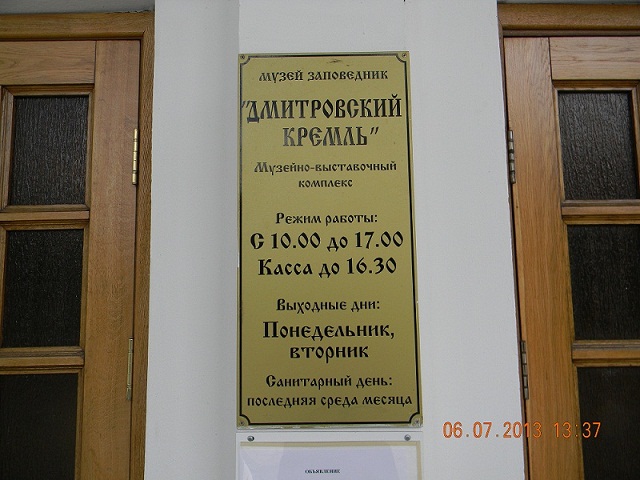 МУЗЕЙ ЗАПОВЕДНИК
"ДМИТРОВСКИЙ
КРЕМЛЬ"
Музейно-выставочный
комплекс
Режим работы:
С 10.00 до 17.00
Касса до 16.30
Выходные дни:
Понедельник,
вторник
Санитарный день:
последняя среда месяца
ОБЪЯВЛЕНИЕ
06.07.2013 13:37